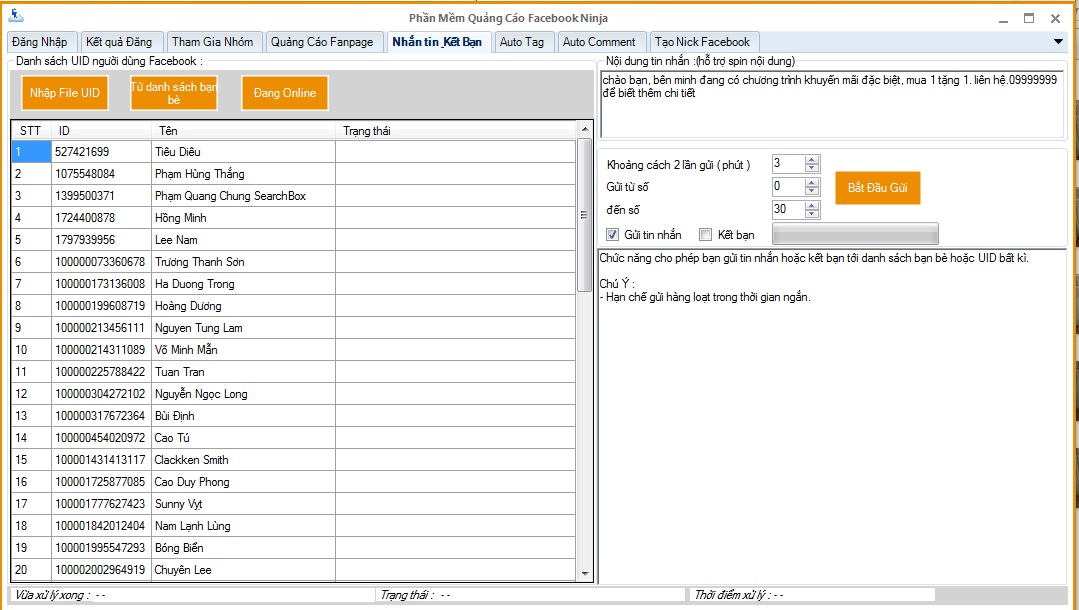 Phần Mềm Quảng Cáo Facebook Ninja
Đăng Nhập Kết quả Đăng Tham Gia Nhóm Quảng Cáo Fanpage Nhắn tin_Kết Bạn Auto Tag Auto Comment Tạo Nick Facebook
Danh sách UID người dùng Facebook :
Nhập File UID
Từ danh sách bạn
bè
Đang Online
STT ID Tên Trạng thái
1 527421699 Tiêu Diêu
2 1075548084 Phạm Hùng Thắng
3 1399500371 Phạm Quang Chung SearchBox
4 1724400878 Hồng Minh
5 1797939956 Lee Nam
6 100000073360678 Trương Thanh Sơn
7 100000173136008 Ha Duong Trong
8 100000199608719 Hoàng Dương
9 100000213456111 Nguyen Tung Lam
10 100000214311089 Võ Minh Mẫn
11 100000225788422 Tuan Tran
12 100000304272102 Nguyễn Ngọc Long
13 100000317672364 Bùi Định
14 100000454020972 Cao Tú
15 100001431413117 Clackken Smith
16 100001725877085 Cao Duy Phong
17 100001777627423 Sunny Vyt
18 100001842012404 Nam Lạnh Lùng
19 100001995547293 Bóng Biển
20 100002002964919 Chuyên Lee
Nội dung tin nhắn :(hỗ trợ spin nội dung)
chào bạn, bên minh đang có chương trình khuyến mãi đặc biệt, mua 1 tặng 1. liên hệ.09999999
để biết thêm chi tiết
Khoảng cách 2 lần gửi ( phút ) 3
Gửi từ số 0
đến số 30
Bắt Đầu Gửi
Gửi tin nhắn Kết bạn
Chức năng cho phép bạn gửi tin nhắn hoặc kết bạn tới danh sách bạn bè hoặc UID bất kì.
Chú Ý :
- Hạn chế gửi hàng loạt trong thời gian ngắn.
Vừa xử lý xong : - - Trạng thái : - - Thời điểm xử lý : - -